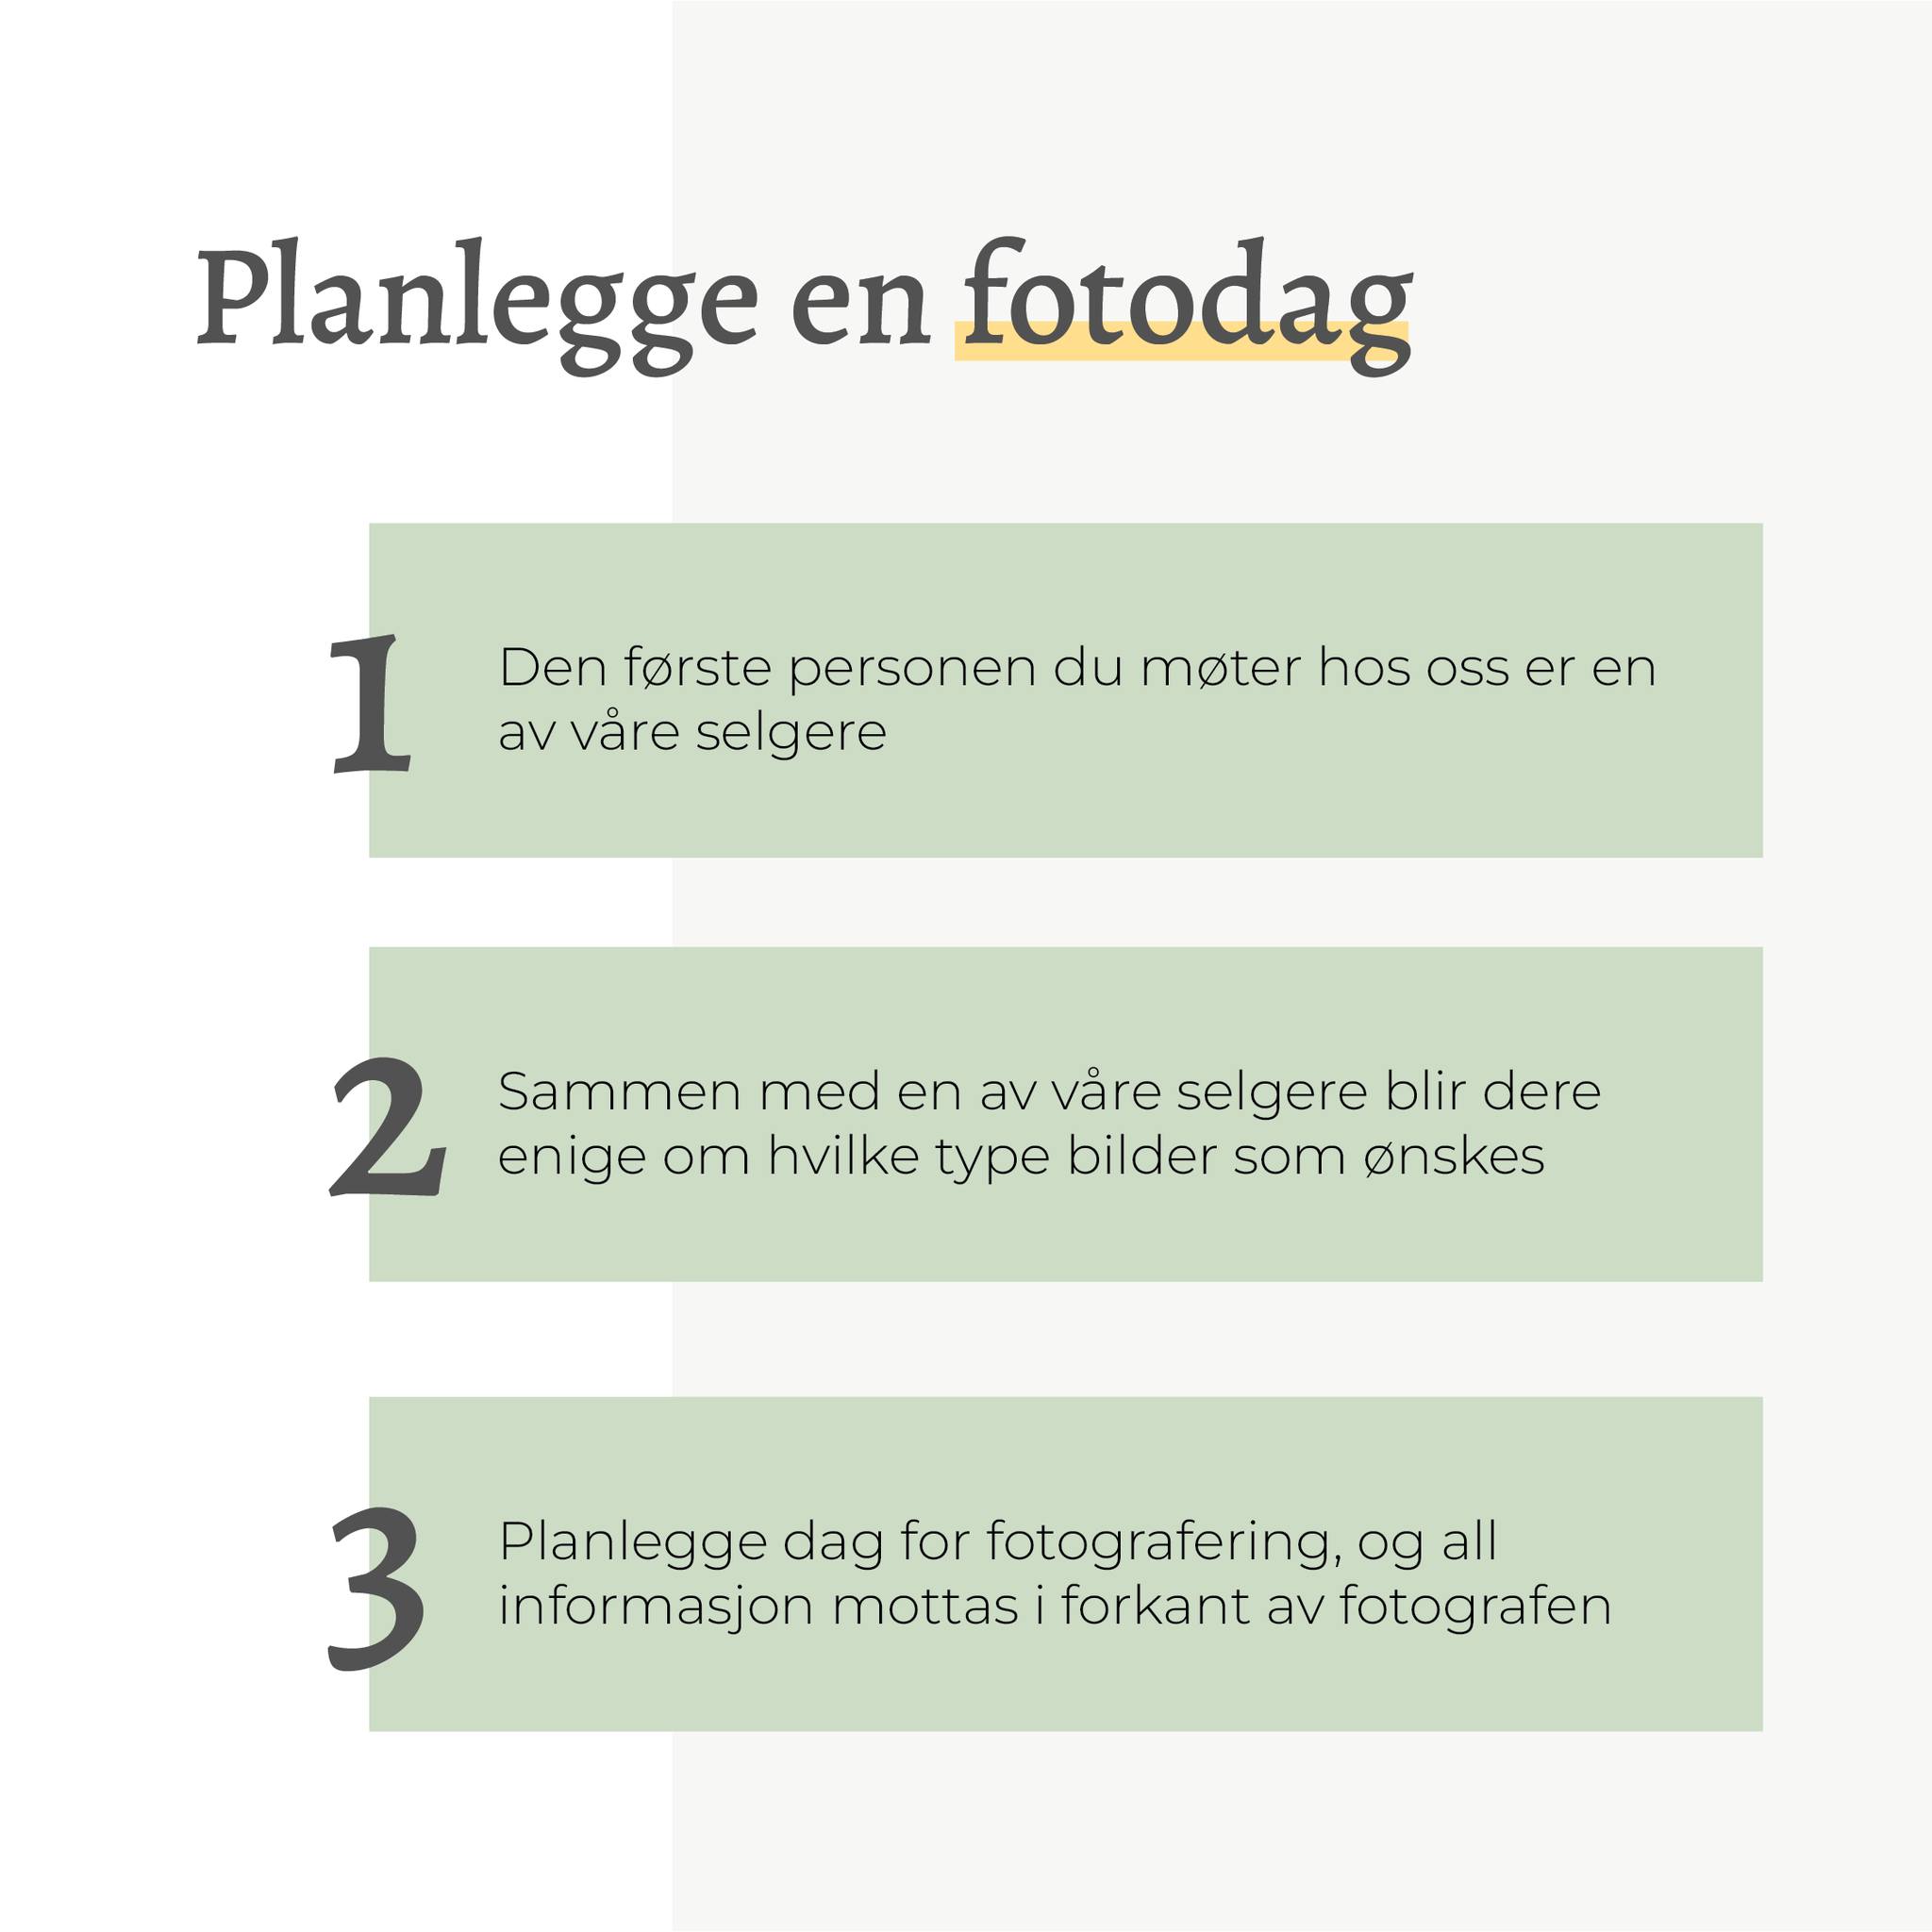 Planlegge en fotodag
1
Den første personen du møter hos oss er en
av våre selgere
2
Sammen med en av våre selgere blir dere
enige om hvilke type bilder som ønskes
3
Planlegge dag for fotografering, og all
informasjon mottas i forkant av fotografen